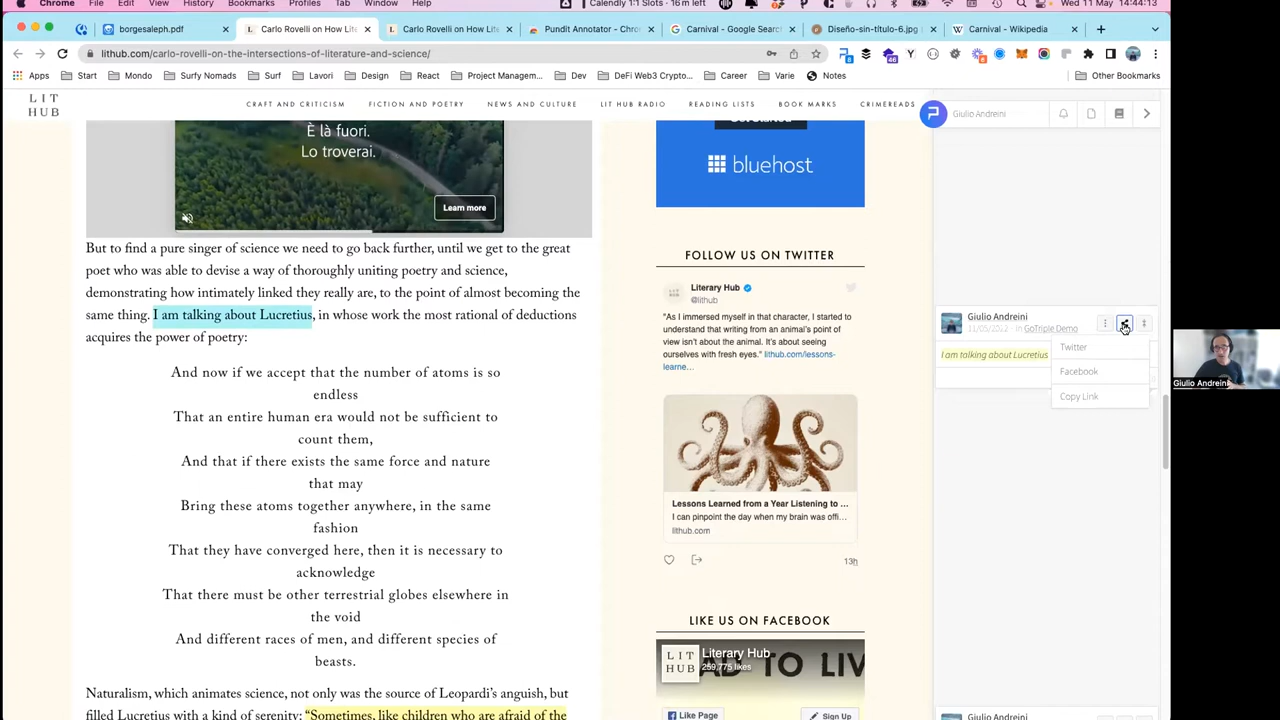 Chrome File Edit View History Bookmarks Profiles Tab Window Help
Calendly 1:1 Slots · 16 m left
Wed 11 May 14:44:13
borgesaleph.pdf
Carlo Rovelli on How Literatu
Carlo Rovelli on How Literatu
Pundit Annotator - Chro
Carnival - Google Searc
Diseño-sin-título-6.jpg
Carnival - Wikipedia
lithub.com/carlo-rovelli-on-the-intersections-of-literature-and-science/
Apps
Start
Mondo
Surfy Nomads
Surf
Lavori
Design
React
Project Managem...
Dev
DeFi Web3 Crypto...
Career
Varie
Notes
Other Bookmarks
LIT
HUB
CRAFT AND CRITICISM
FICTION AND POETRY
NEWS AND CULTURE
LIT HUB RADIO
READING LISTS
BOOK MARKS
CRIMEREADS
Giulio Andreini
È là fuori.
Lo troverai.
Learn more
bluehost
But to find a pure singer of science we need to go back further, until we get to the great
poet who was able to devise a way of thoroughly uniting poetry and science,
demonstrating how intimately linked they really are, to the point of almost becoming the
same thing. I am talking about Lucretius, in whose work the most rational of deductions
acquires the power of poetry:
And now if we accept that the number of atoms is so
endless
That an entire human era would not be sufficient to
count them,
And that if there exists the same force and nature
that may
Bring these atoms together anywhere, in the same
fashion
That they have converged here, then it is necessary to
acknowledge
That there must be other terrestrial globes elsewhere in
the void
And different races of men, and different species of
beasts.
Naturalism, which animates science, not only was the source of Leopardi's anguish, but
filled Lucretius with a kind of serenity: “Sometimes, like children who are afraid of the
FOLLOW US ON TWITTER
Literary Hub
@lithub
"As I immersed myself in that character, I started to
understand that writing from an animal's point of
view isn't about the animal. It's about seeing
ourselves with fresh eyes." lithub.com/lessons-
learne...
Lessons Learned from a Year Listening to ...
I can pinpoint the day when my brain was offi...
lithub.com
13h
LIKE US ON FACEBOOK
LIT
HUB
Literary Hub
259,775 likes
Like Page
Sign Up
Giulio Andreini
11/05/2022 - In GoTriple Demo
I am talking about Lucretius
Twitter
Facebook
Copy Link
Giulio Andreini
Giulio Andreini